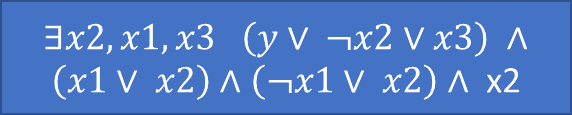 ∃x2, x1, x3 (y ∨ ¬x2 ∨ x3) ∧
(x1 ∨ x2) ∧ (¬x1 ∨ x2) ∧ x2